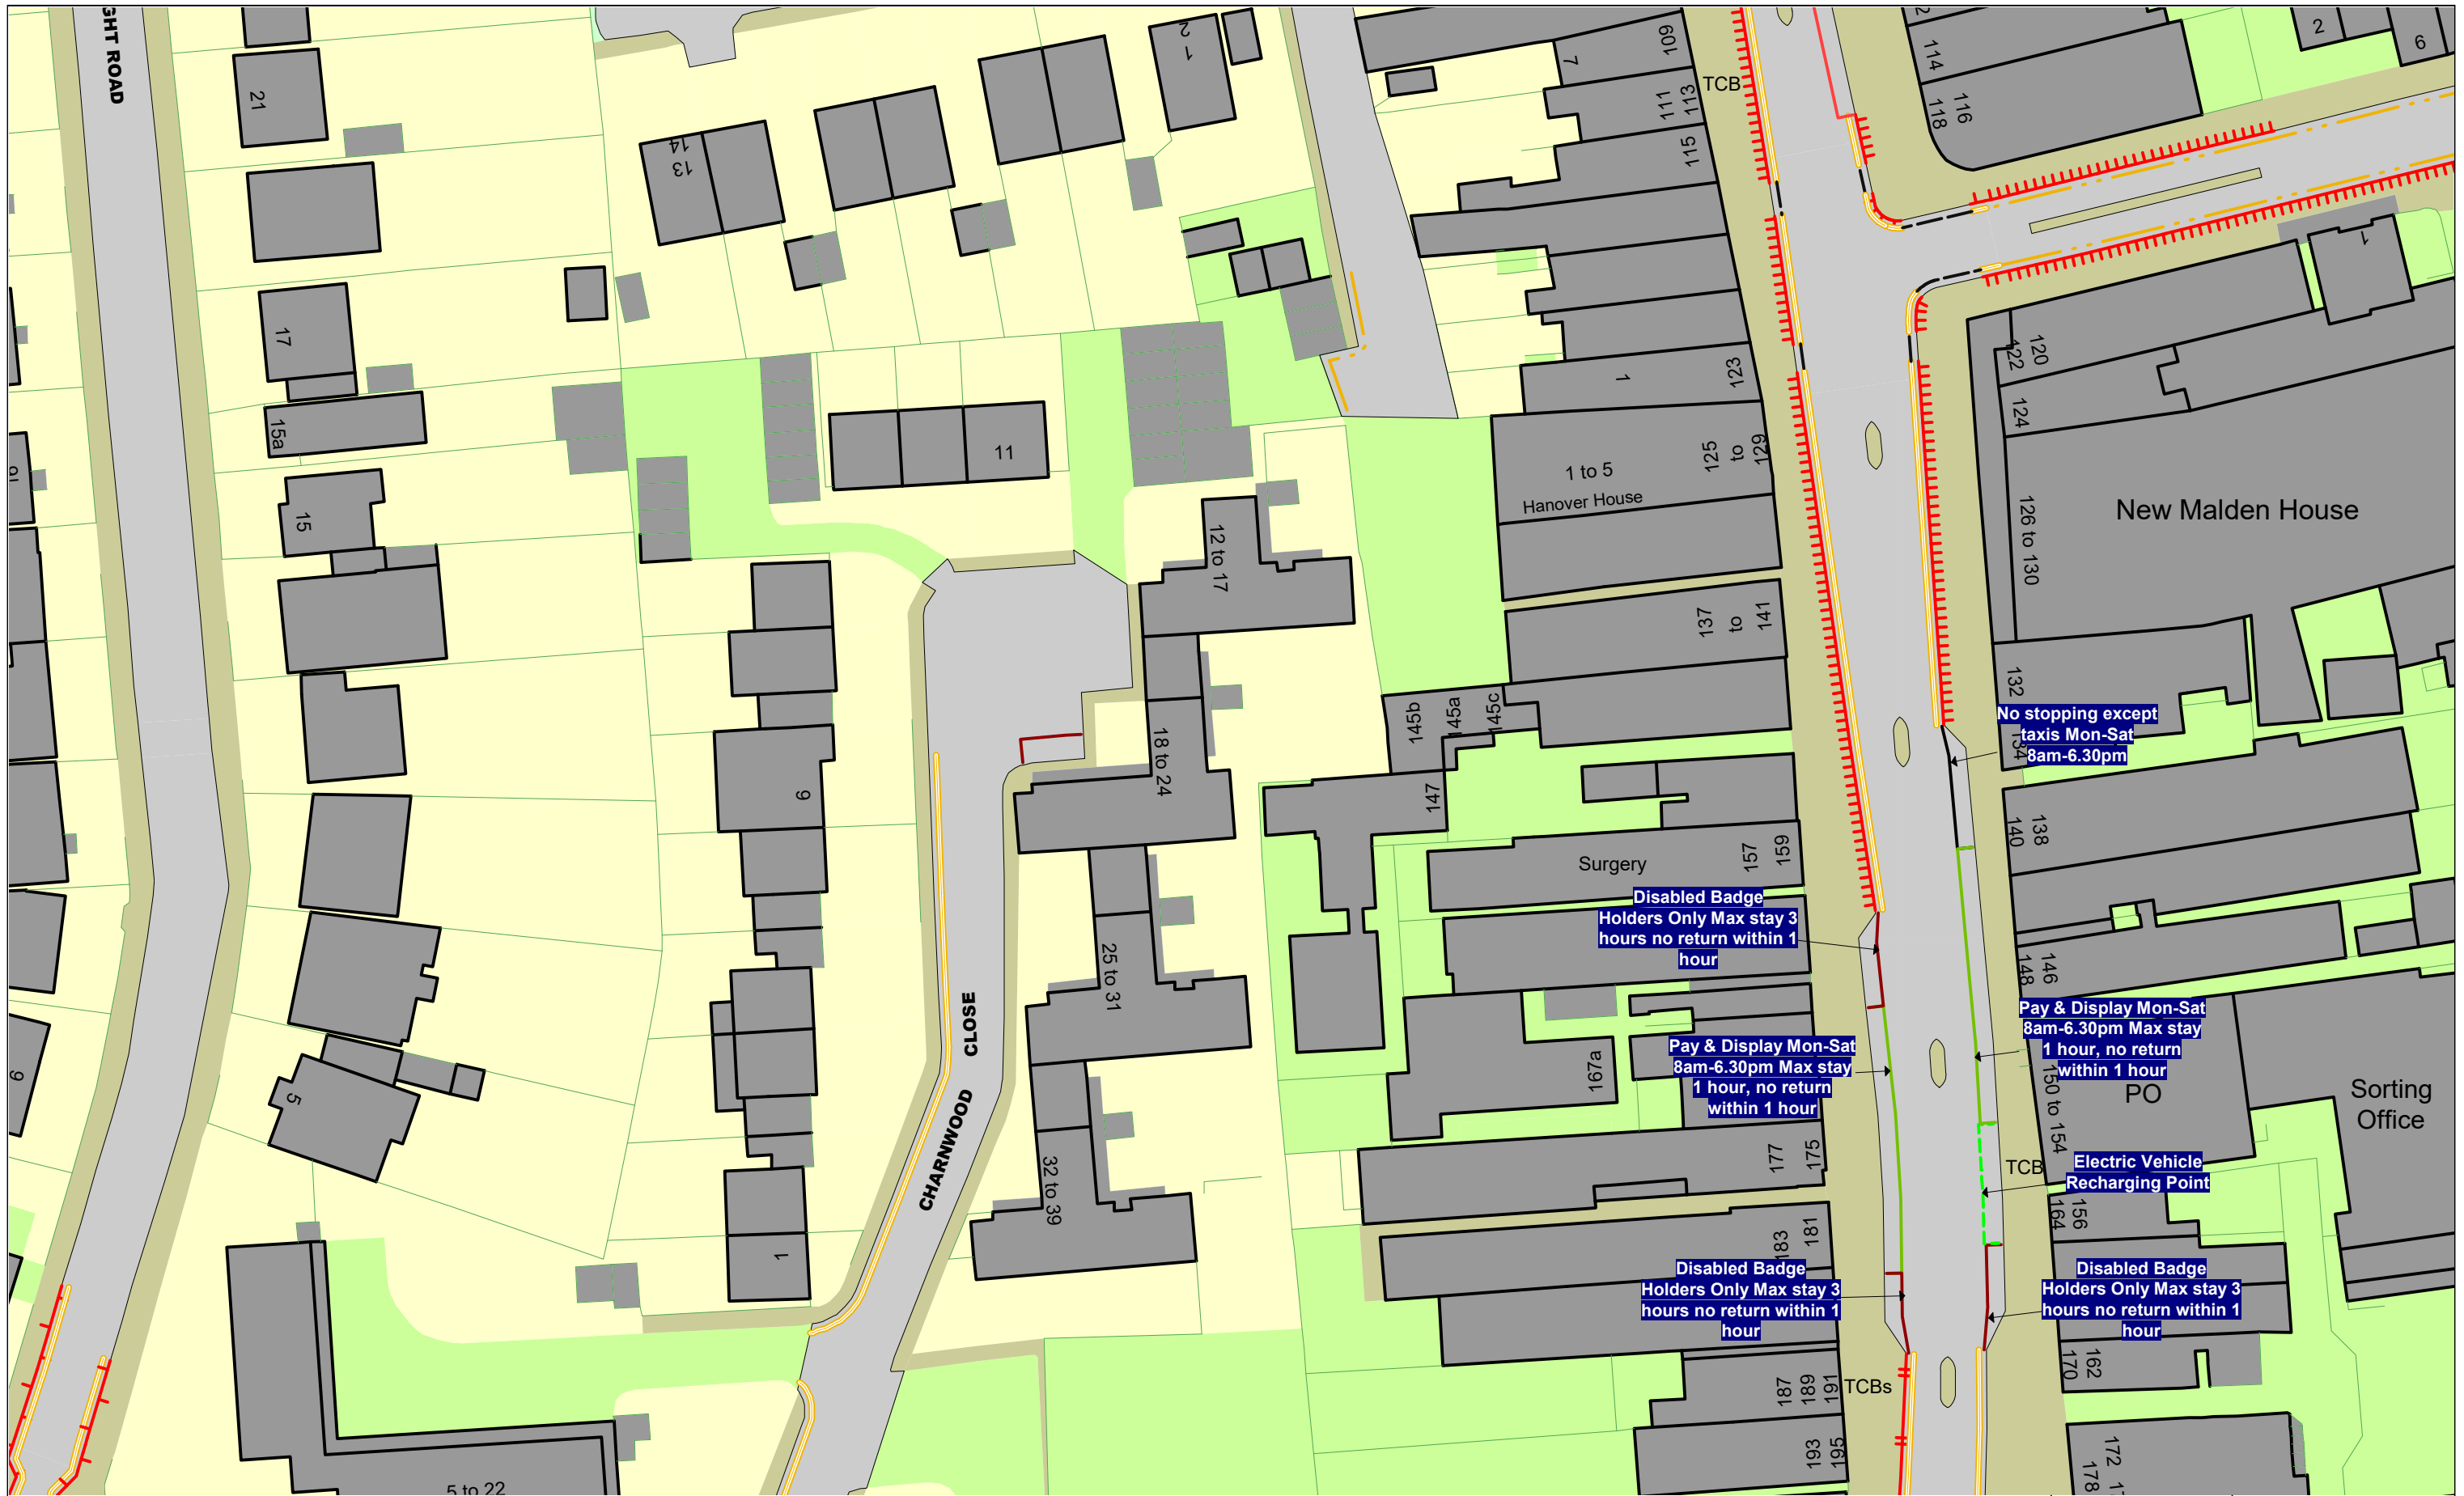 GHT ROAD
21
17
15a
15
5
9
91
14
13
2
1
11
12 to 17
18 to 24
25 to 31
32 to 39
9
1
CHARNWOOD CLOSE
5 to 22
109
7
TCB
111
113
115
1
123
1 to 5
Hanover House
125
to
129
137
to
141
145b
145a
145c
147
Surgery
157
159
167a
177
175
183
181
187
189
191
193
195
TCBs
114
116
118
2
6
1
120
122
124
126 to 130
New Malden House
132
134
138
140
146
148
150 to 154
PO
Sorting
Office
TCB
156
164
162
170
172
178
No stopping except
taxis Mon-Sat
8am-6.30pm
Disabled Badge
Holders Only Max stay 3
hours no return within 1
hour
Pay & Display Mon-Sat
8am-6.30pm Max stay
1 hour, no return
within 1 hour
Pay & Display Mon-Sat
8am-6.30pm Max stay
1 hour, no return
within 1 hour
Electric Vehicle
Recharging Point
Disabled Badge
Holders Only Max stay 3
hours no return within 1
hour
Disabled Badge
Holders Only Max stay 3
hours no return within 1
hour